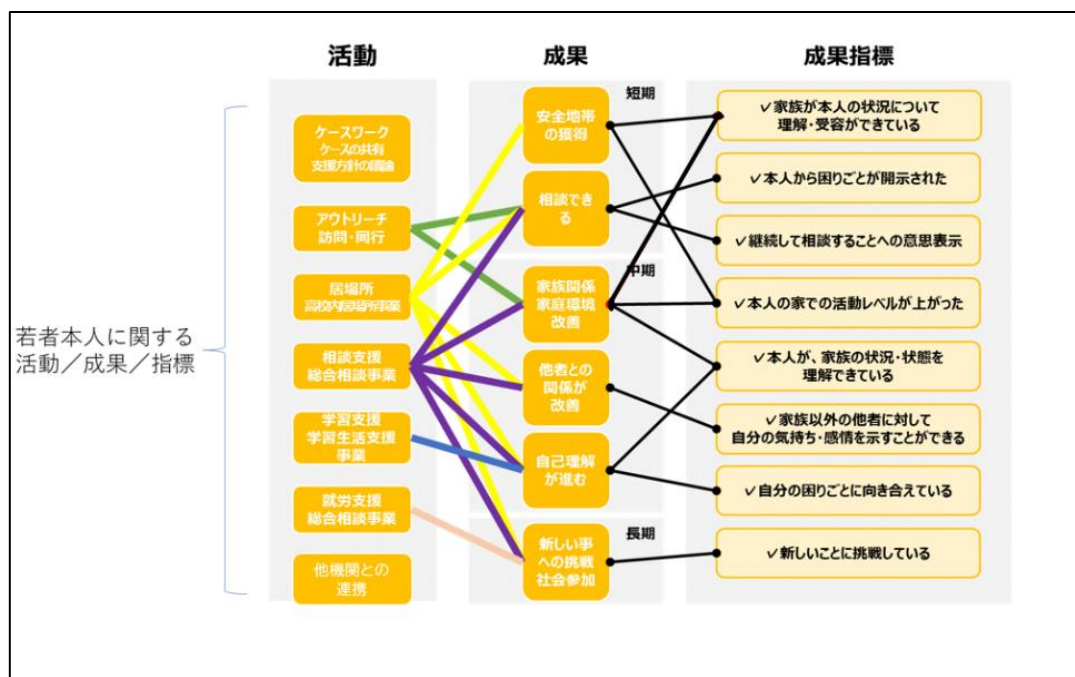 活動
成果
成果指標
若者本人に関する
活動／成果／指標
ケースワーク
ケースの共有
支援方針の議論
アウトリーチ
訪問・同行
居場所
高校内居場所事業
相談支援
総合相談事業
学習支援
学習生活支援
事業
就労支援
総合相談事業
他機関との
連携
短期
安全地帯
の獲得
相談でき
る
中期
家族関係
家庭環境
改善
他者との
関係が
改善
自己理解
が進む
長期
新しい事
への挑戦
社会参加
✓家族が本人の状況について
理解・受容ができている
✓本人から困りごとが開示された
✓継続して相談することへの意思表示
✓本人の家での活動レベルが上がった
✓本人が、家族の状況・状態を
理解できている
✓家族以外の他者に対して
自分の気持ち・感情を示すことができる
✓自分の困りごとに向き合えている
✓新しいことに挑戦している